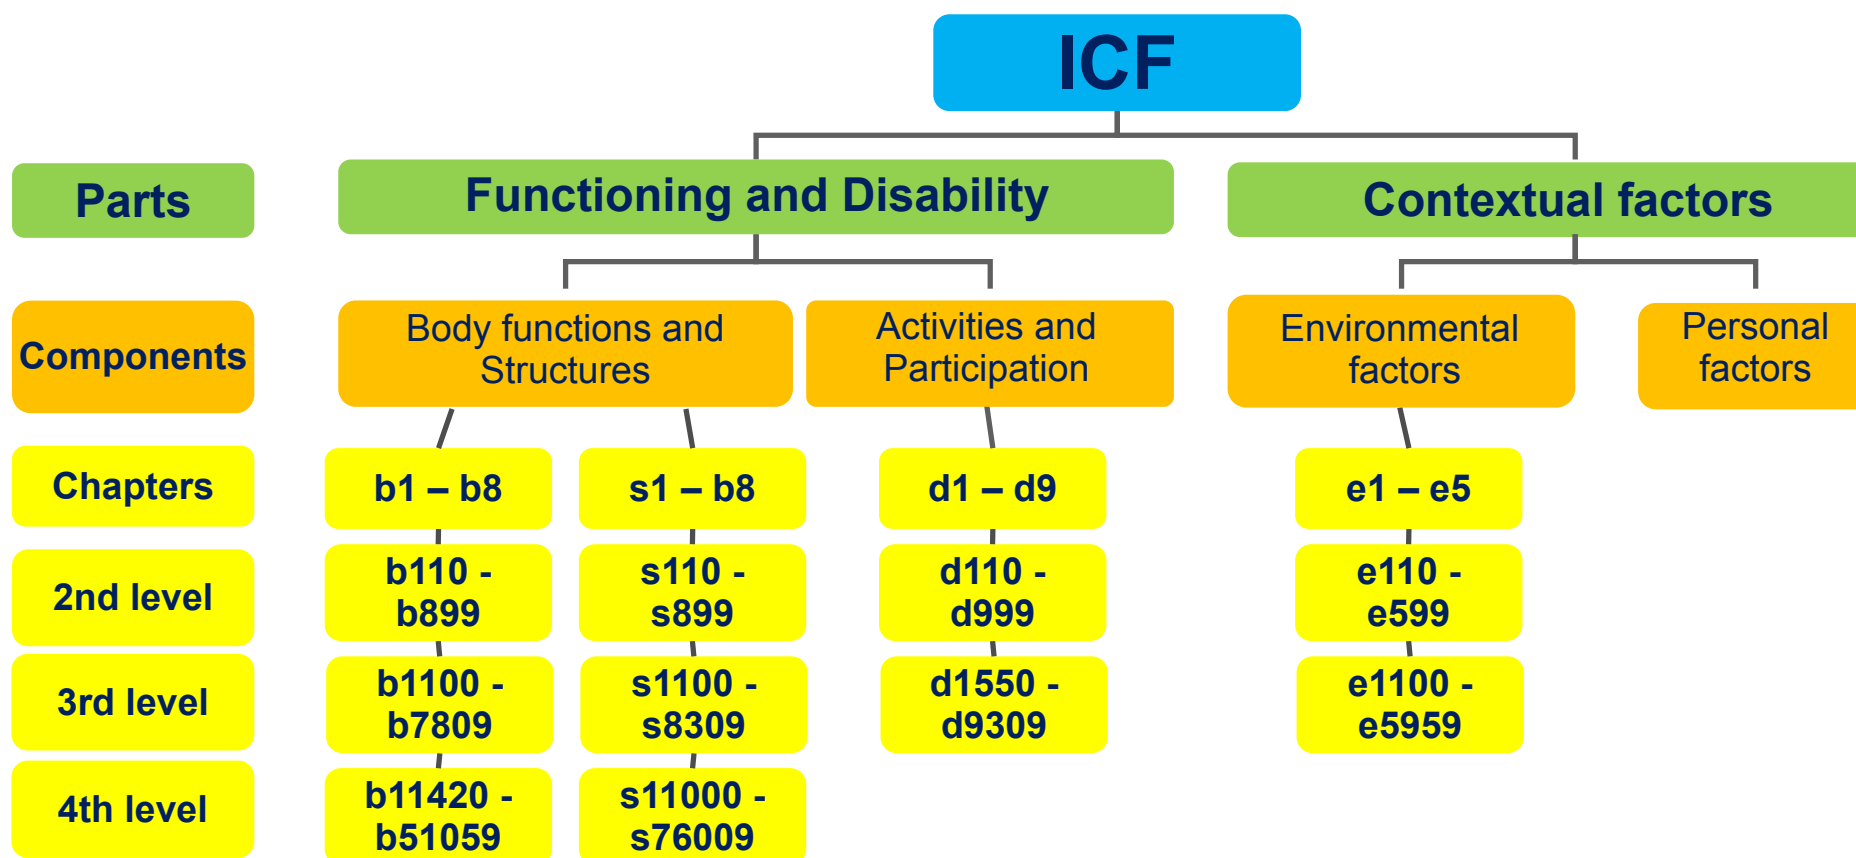 ICF
Parts
Functioning and Disability
Contextual factors
Components
Body functions and
Structures
Activities and
Participation
Environmental
factors
Personal
factors
Chapters
b1 – b8
s1 – b8
d1 – d9
e1 – e5
2nd level
b110 -
b899
s110 -
s899
d110 -
d999
e110 -
e599
3rd level
b1100 -
b7809
s1100 -
s8309
d1550 -
d9309
e1100 -
e5959
4th level
b11420 -
b51059
s11000 -
s76009